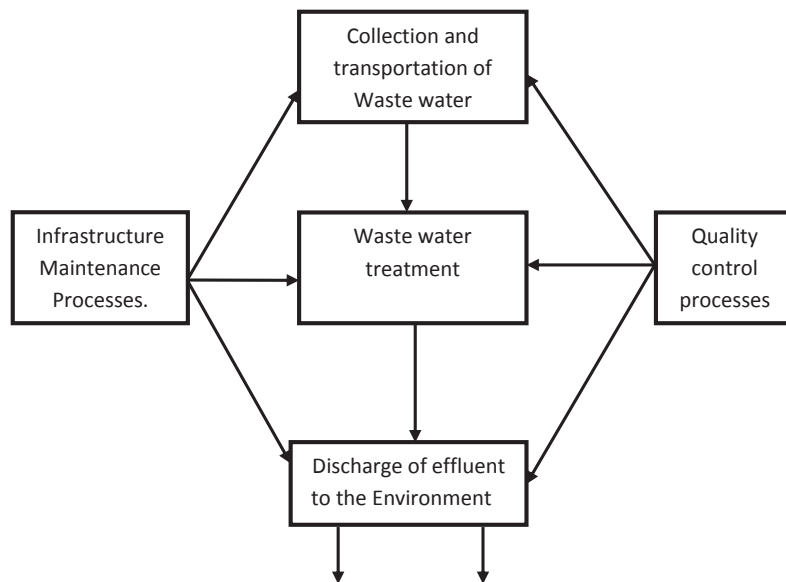 Collection and
transportation of
Waste water
Infrastructure
Maintenance
Processes.
Waste water
treatment
Quality
control
processes
Discharge of effluent
to the Environment